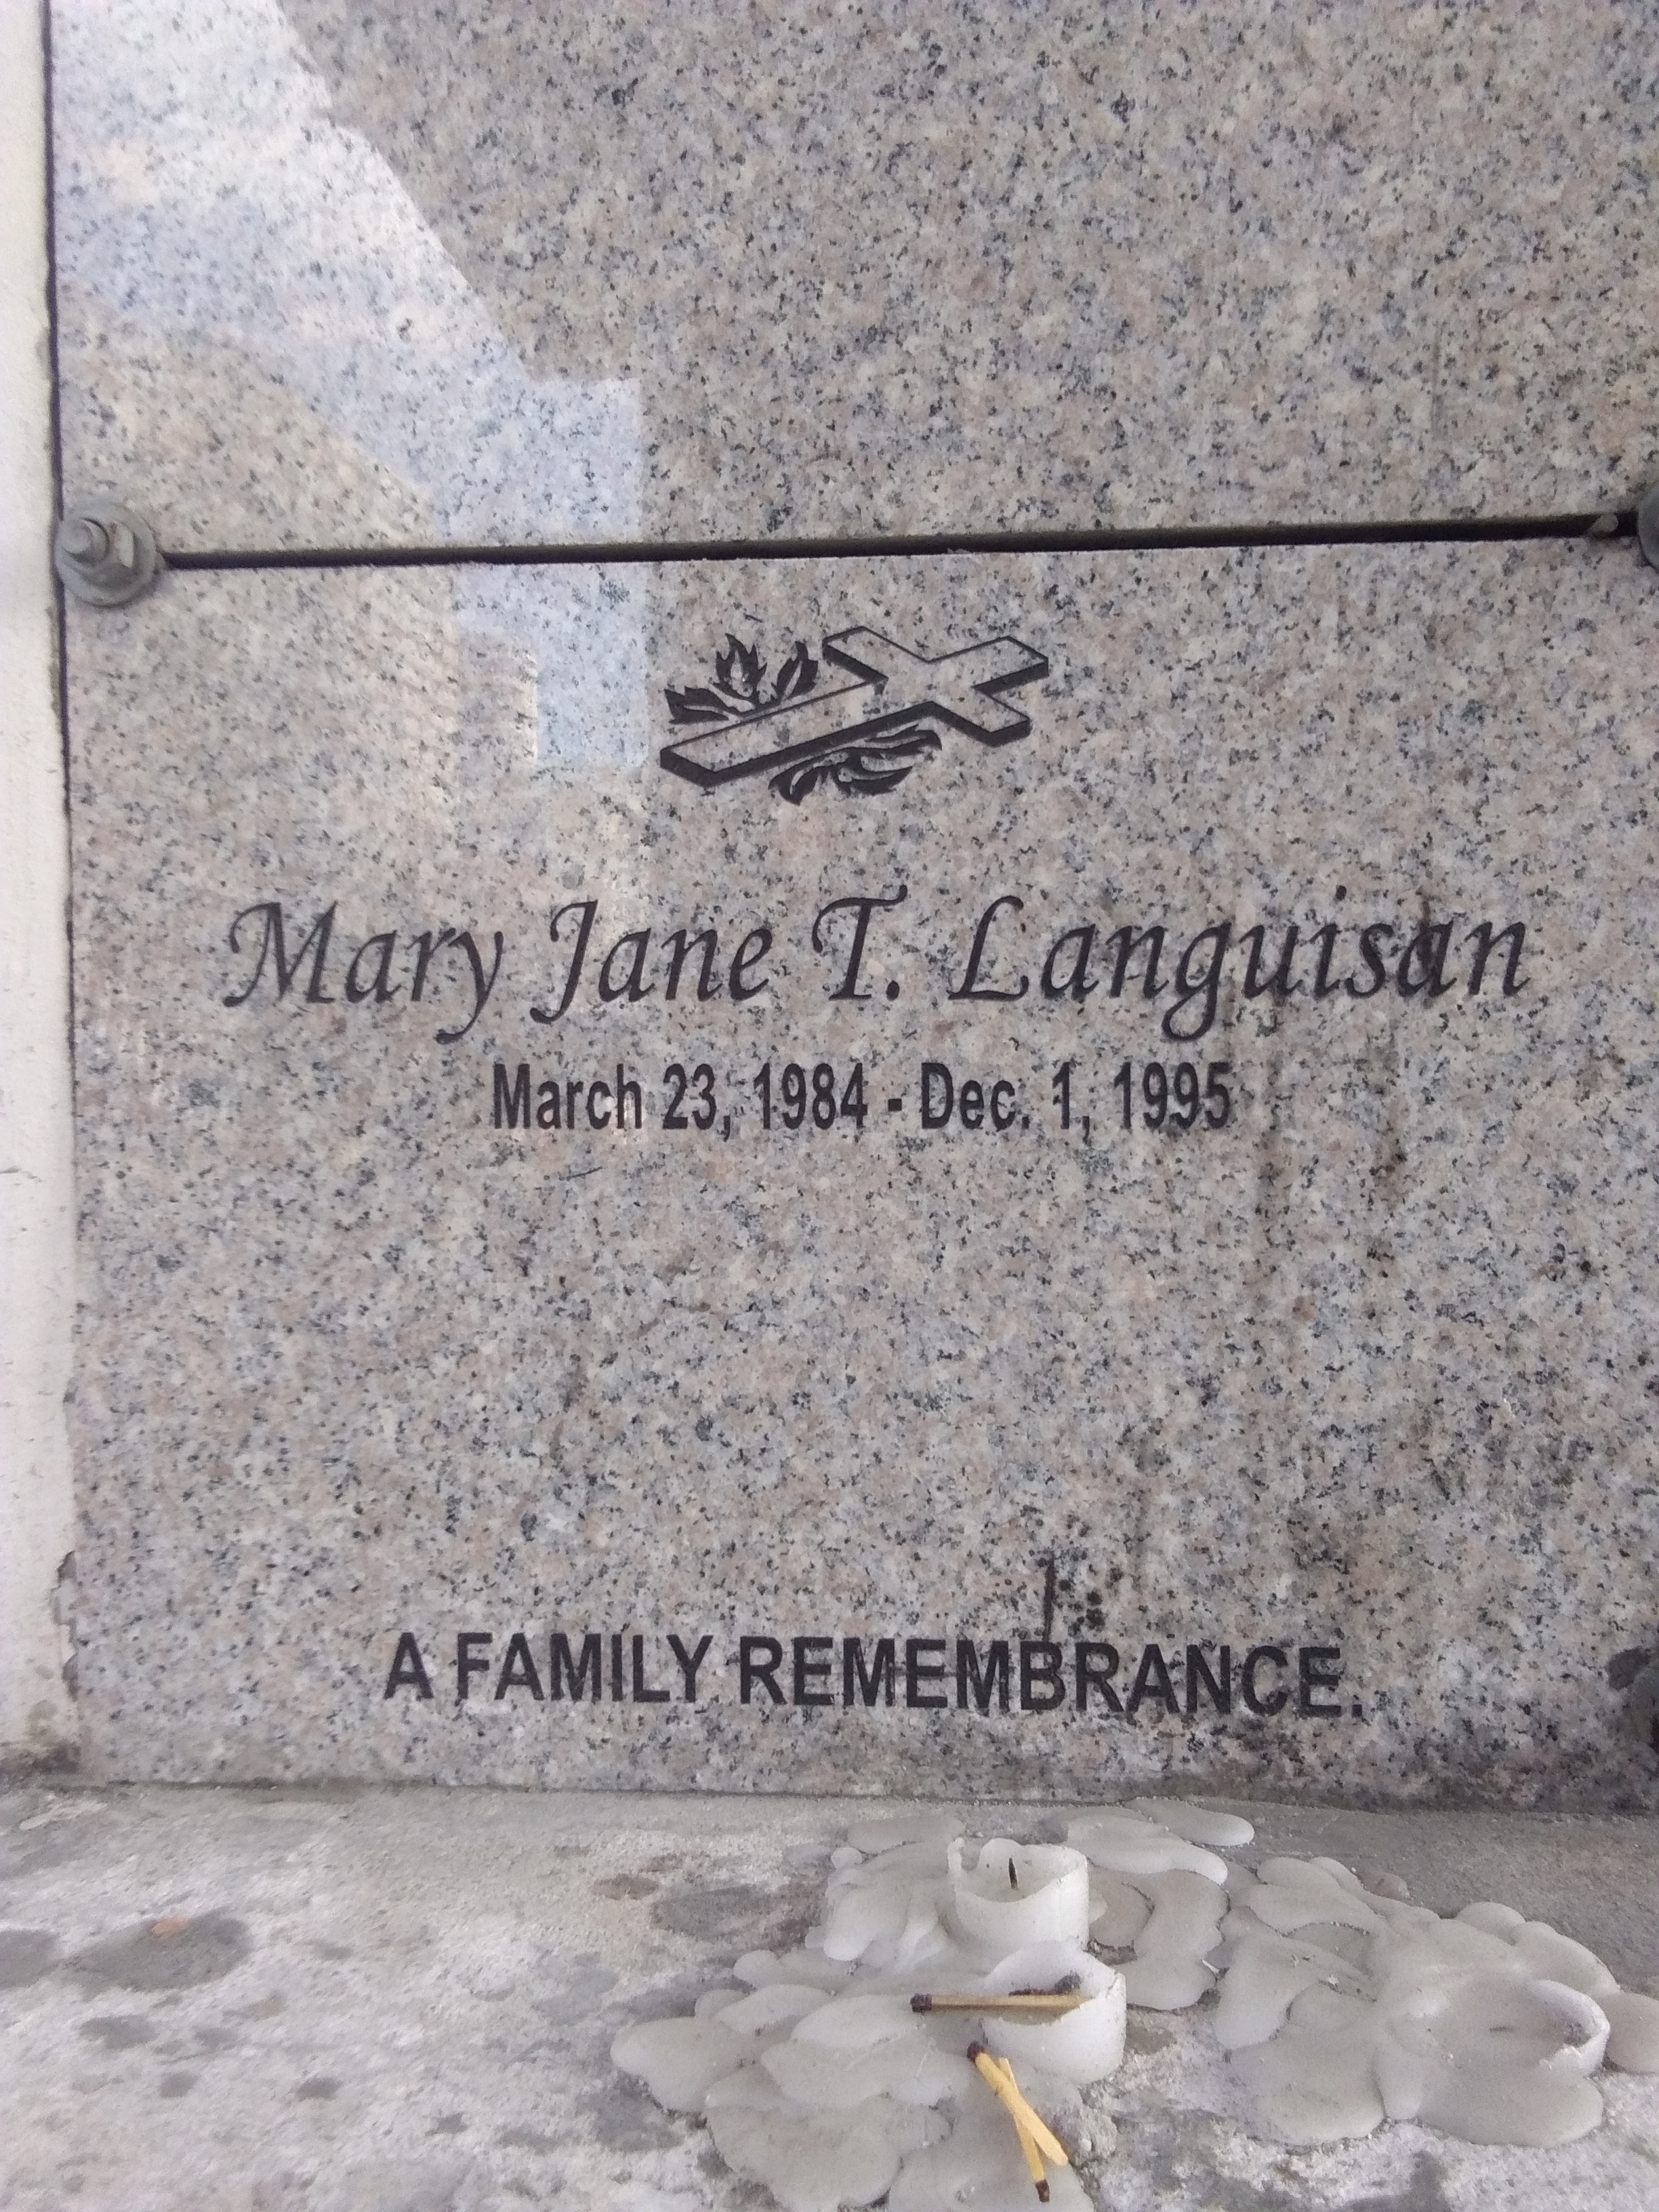 Mary Jane T. Languisan
March 23, 1984 - Dec. 1, 1995
A FAMILY REMEMBRANCE.